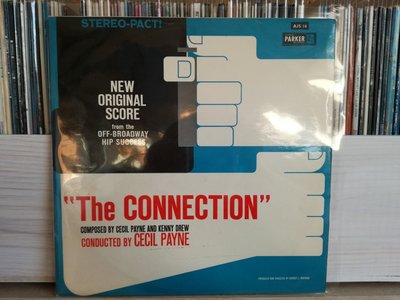 STEREO-PACT!
AJS-14
PARKER
NEW
ORIGINAL
SCORE
from the
OFF-BROADWAY
HIP SUCCESS
"The CONNECTION"
COMPOSED BY CECIL PAYNE AND KENNY DREW
CONDUCTED BY CECIL PAYNE